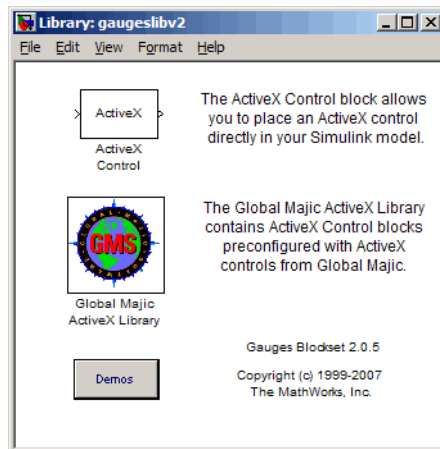 Library: gaugeslibv2
File Edit View Format Help
ActiveX
ActiveX
Control
The ActiveX Control block allows
you to place an ActiveX control
directly in your Simulink model.
GMS
Global Majic
ActiveX Library
The Global Majic ActiveX Library
contains ActiveX Control blocks
preconfigured with ActiveX
controls from Global Majic.
Demos
Gauges Blockset 2.0.5
Copyright (c) 1999-2007
The MathWorks, Inc.